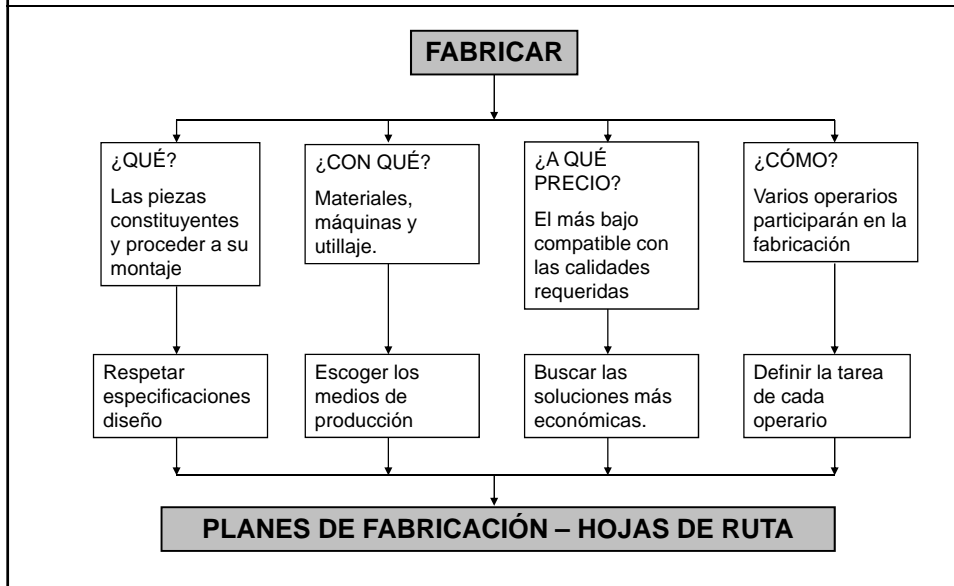 FABRICAR
¿QUÉ?
Las piezas
constituyentes
y proceder a su
montaje
¿CON QUÉ?
Materiales,
máquinas y
utillaje.
¿A QUÉ
PRECIO?
El más bajo
compatible con
las calidades
requeridas
¿CÓMO?
Varios operarios
participarán en la
fabricación
Respetar
especificaciones
diseño
Escoger los
medios de
producción
Buscar las
soluciones más
económicas.
Definir la tarea
de cada
operario
PLANES DE FABRICACIÓN – HOJAS DE RUTA